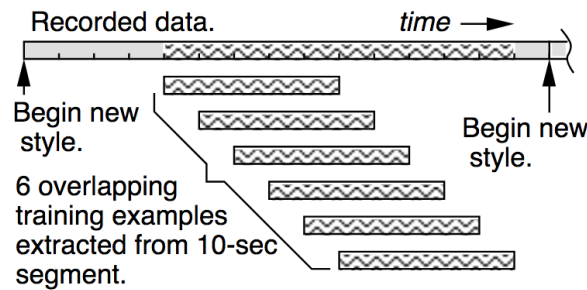 Recorded data.
time
Begin new
style.
Begin new
style.
6 overlapping
training examples
extracted from 10-sec
segment.